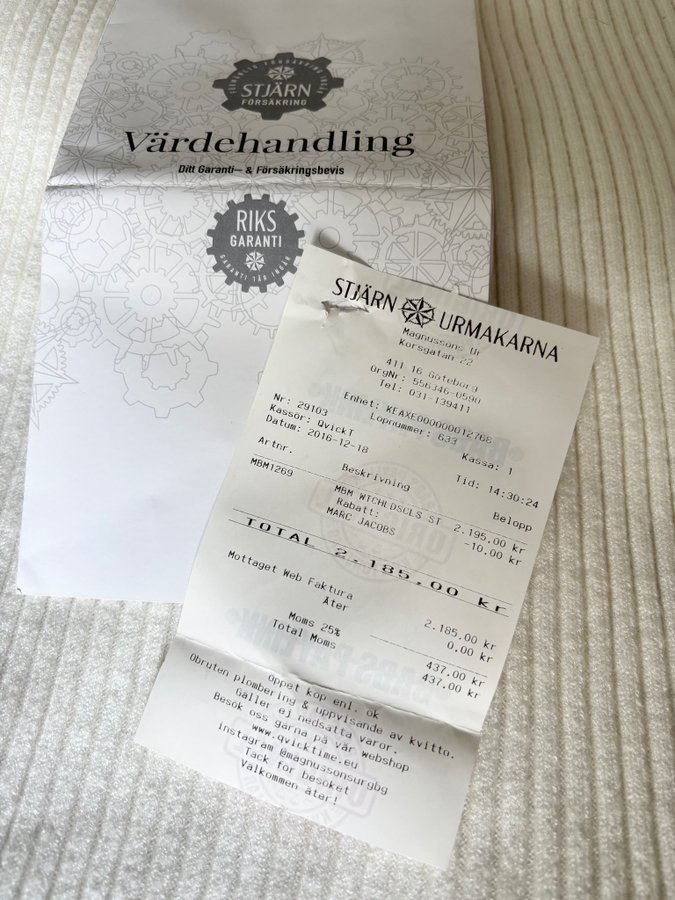 STJÄRN
FÖRSÄKRING
Värdehandling
Ditt Garanti- & Försäkringsbevis
RIKS
GARANTI
GARANTI TÄR INGÅR
STJÄRN URMAKARNA
Magnussons Ur
Korsgatan 22
411 16 Göteborg
OrgNr: 556346-0590
Tel: 031-139411
Enhet: KEAXE000000012768
Nr: 29103 Lopnummer: 633
Kassör: QvickT Kassa: 1
Datum: 2016-12-18 Tid: 14:30:24
Artnr. Beskrivning Belopp
MBM1269 MBM WTCHLDSCLS ST 2.195.00 kr
Rabatt: -10.00 kr
MARC JACOBS
TOTAL 2.185.00 kr
Mottaget Web Faktura 2.185.00 kr
Åter 0.00 kr
Moms 25% 437.00 kr
Total Moms 437.00 kr
Öppet köp enl. ök
Obruten plombering & uppvisande av kvitto.
Gäller ej nedsatta varor.
Besök oss gärna på vår webshop
www.qvicktime.eu
instagram @magnussonsurgbg
Tack för besöket
Välkommen åter!